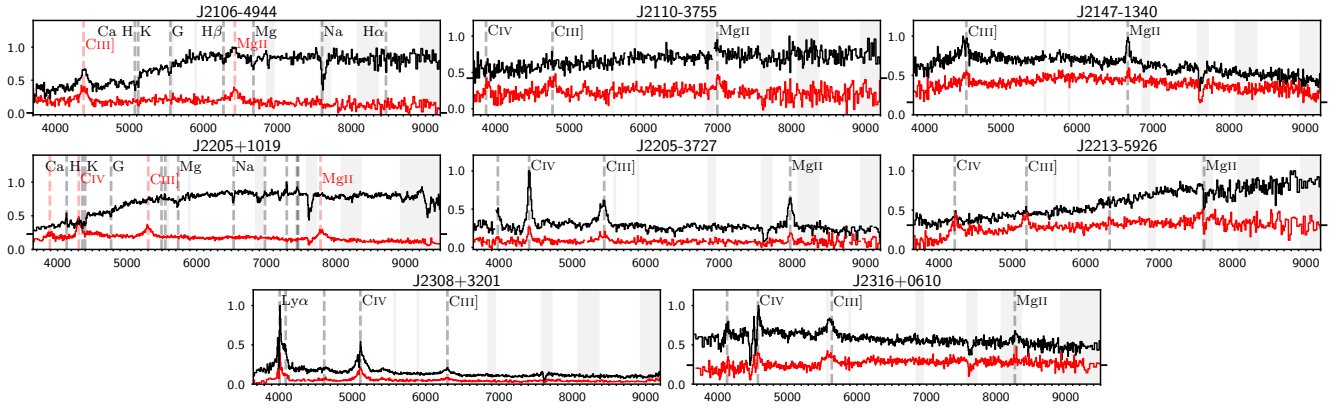 J2106-4944
Ca H K G Hβ Mg Na Hα
CIII] MgII
1.0
0.5
0.0
4000 5000 6000 7000 8000 9000
J2110-3755
CIV CIII] MgII
1.0
0.5
0.0
4000 5000 6000 7000 8000 9000
J2147-1340
CIII] MgII
1.0
0.5
0.0
4000 5000 6000 7000 8000 9000
J2205+1019
Ca H K G Mg Na
CIV CIII] MgII
1.0
0.5
0.0
4000 5000 6000 7000 8000 9000
J2205-3727
CIV CIII] MgII
1.0
0.5
0.0
4000 5000 6000 7000 8000 9000
J2213-5926
CIV CIII] MgII
1.0
0.5
0.0
4000 5000 6000 7000 8000 9000
J2308+3201
Lyα CIV CIII]
1.0
0.5
0.0
4000 5000 6000 7000 8000 9000
J2316+0610
CIV CIII] MgII
1.0
0.5
0.0
4000 5000 6000 7000 8000 9000